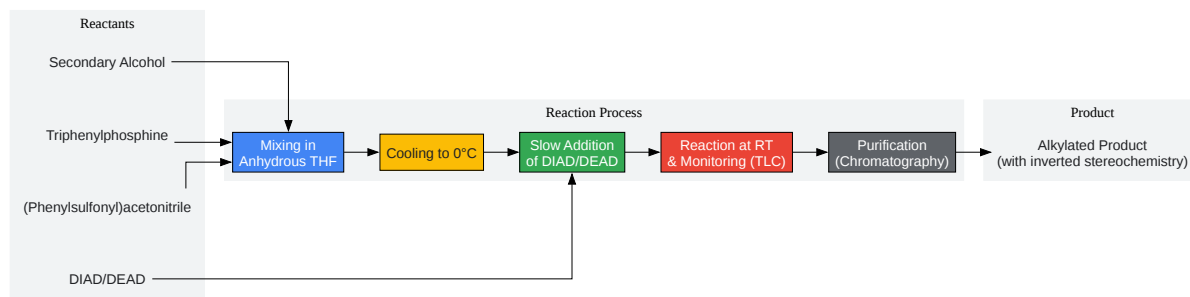 Reactants
Secondary Alcohol
Triphenylphosphine
(Phenylsulfonyl)acetonitrile
DIAD/DEAD
Reaction Process
Mixing in
Anhydrous THF
Cooling to 0°C
Slow Addition
of DIAD/DEAD
Reaction at RT
& Monitoring (TLC)
Purification
(Chromatography)
Product
Alkylated Product
(with inverted stereochemistry)